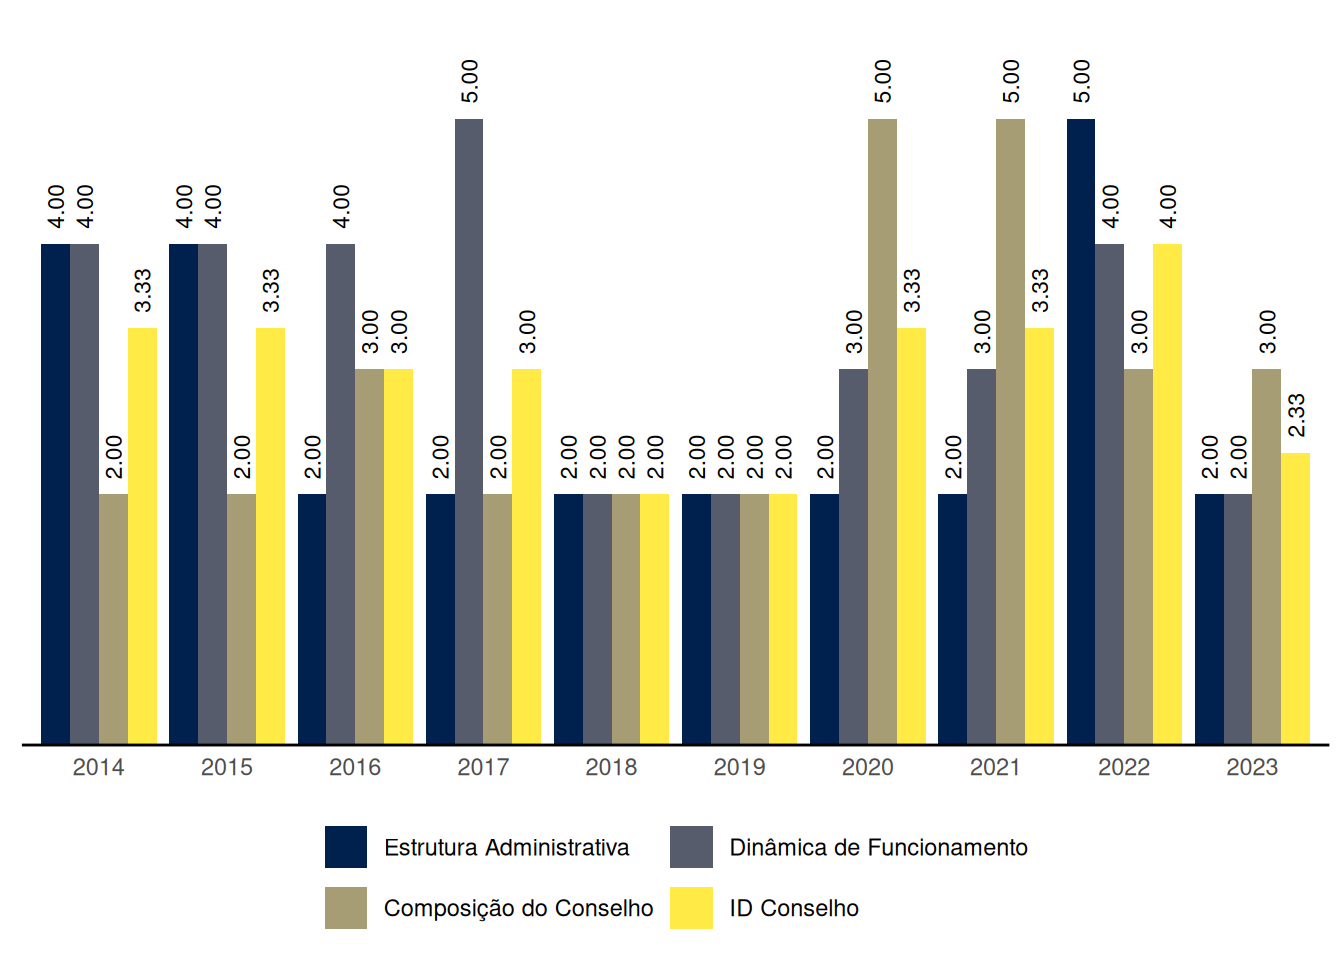 5.00 5.00 5.00 5.00
4.00 4.00 4.00 4.00 4.00 4.00 4.00
3.33 3.33 3.33 3.33
3.00 3.00 3.00 3.00 3.00 3.00 3.00
2.33
2.00 2.00 2.00 2.00 2.00 2.00 2.00 2.00 2.00 2.00 2.00 2.00 2.00 2.00 2.00 2.00 2.00
2014 2015 2016 2017 2018 2019 2020 2021 2022 2023
Estrutura Administrativa Dinâmica de Funcionamento
Composição do Conselho ID Conselho